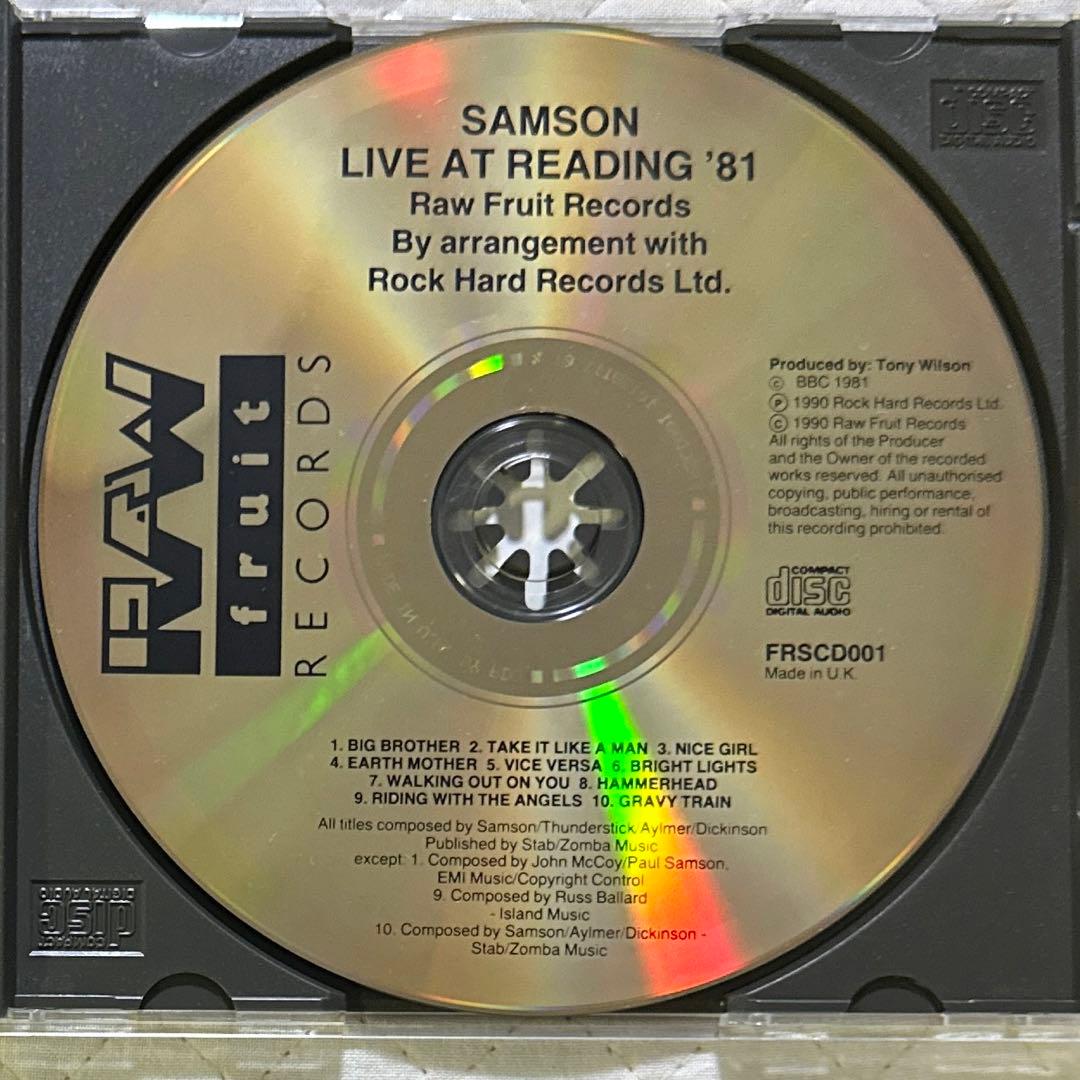 SAMSON
LIVE AT READING '81
Raw Fruit Records
By arrangement with
Rock Hard Records Ltd.
RAW
fruit
RECORDS
Produced by: Tony Wilson
© BBC 1981
Ⓟ 1990 Rock Hard Records Ltd.
© 1990 Raw Fruit Records
All rights of the Producer
and the Owner of the recorded
works reserved. All unauthorised
copying, public performance,
broadcasting, hiring or rental of
this recording prohibited.
COMPACT
disc
DIGITAL AUDIO
FRSCD001
Made in U.K.
1. BIG BROTHER 2. TAKE IT LIKE A MAN 3. NICE GIRL
4. EARTH MOTHER 5. VICE VERSA 6. BRIGHT LIGHTS
7. WALKING OUT ON YOU 8. HAMMERHEAD
9. RIDING WITH THE ANGELS 10. GRAVY TRAIN
All titles composed by Samson/Thunderstick/Aylmer/Dickinson
Published by Stab/Zomba Music
except: 1. Composed by John McCoy/Paul Samson,
EMI Music/Copyright Control
9. Composed by Russ Ballard
- Island Music
10. Composed by Samson/Aylmer/Dickinson -
Stab/Zomba Music
COMPACT
disc
DIGITAL AUDIO